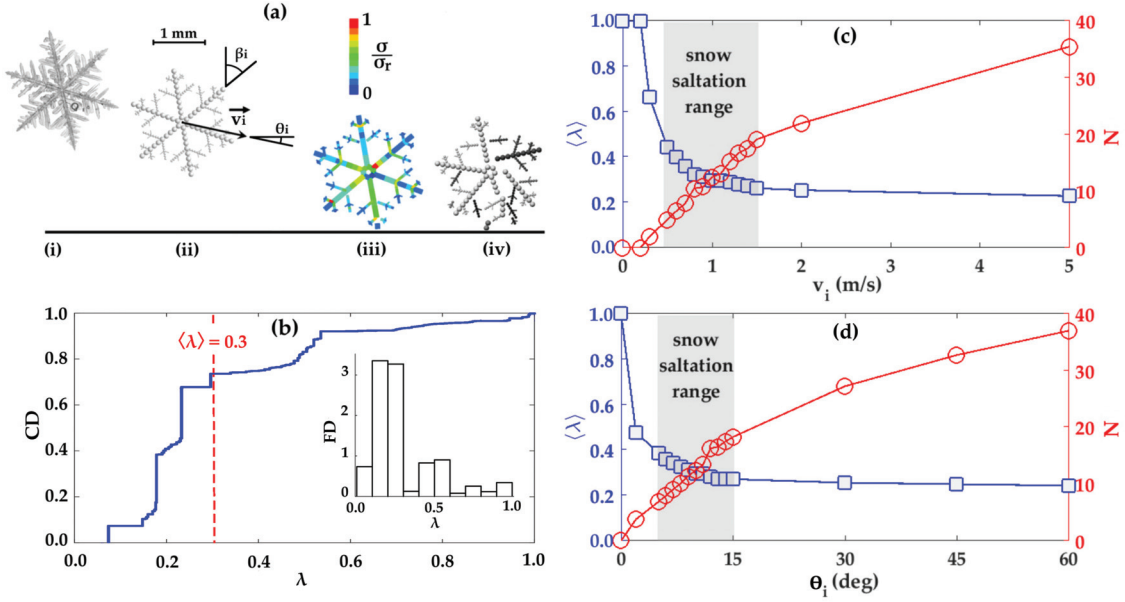 (a)
1 mm
βi
vi
θi
1
σ
σr
0
(i)
(ii)
(iii)
(iv)
(b)
1.0
0.8
0.6
0.4
0.2
0.0
CD
⟨λ⟩ = 0.3
3
2
1
0
FD
0.0
0.5
1.0
λ
0.0
0.2
0.4
0.6
0.8
1.0
λ
(c)
1.0
0.8
0.6
0.4
0.2
0.0
⟨λ⟩
snow
saltation
range
40
30
20
10
0
N
0
1
2
3
4
5
vi (m/s)
(d)
1.0
0.8
0.6
0.4
0.2
0.0
⟨λ⟩
snow
saltation
range
40
30
20
10
0
N
0
15
30
45
60
θi (deg)